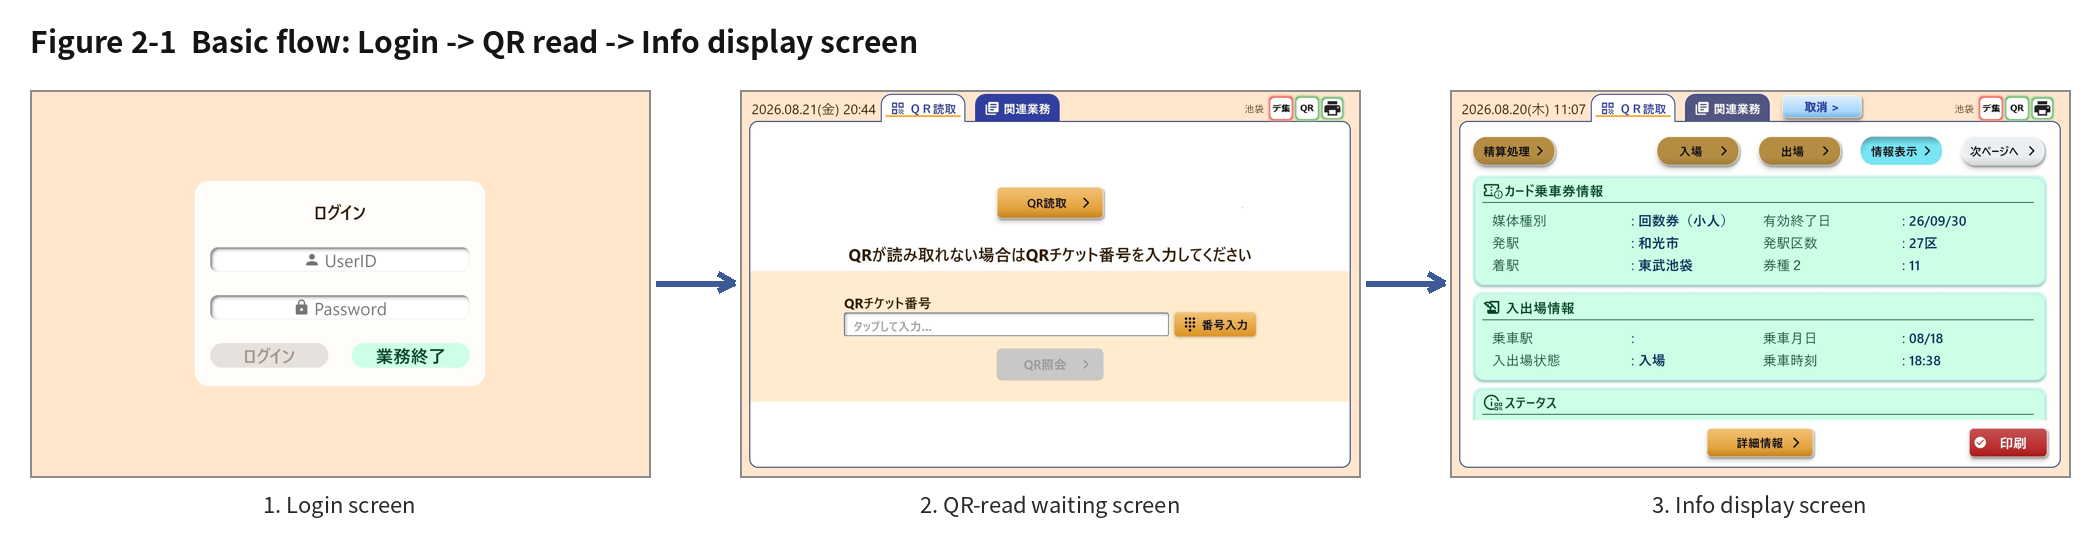 Figure 2-1 Basic flow: Login -> QR read -> Info display screen
ログイン
UserID
Password
ログイン 業務終了
1. Login screen
2026.08.21(金) 20:44 QR読取 関連業務 池袋 デ集 QR
QR読取
QRが読み取れない場合はQRチケット番号を入力してください
QRチケット番号
タップして入力... 番号入力
QR照会
2. QR-read waiting screen
2026.08.20(木) 11:07 QR読取 関連業務 取消 > 池袋 デ集 QR
精算処理 入場 出場 情報表示 次ページへ
カード乗車券情報
媒体種別 : 回数券（小人） 有効終了日 : 26/09/30
発駅 : 和光市 発駅区数 : 27区
着駅 : 東武池袋 券種２ : 11
入出場情報
乗車駅 : 乗車月日 : 08/18
入出場状態 : 入場 乗車時刻 : 18:38
ステータス
詳細情報 印刷
3. Info display screen